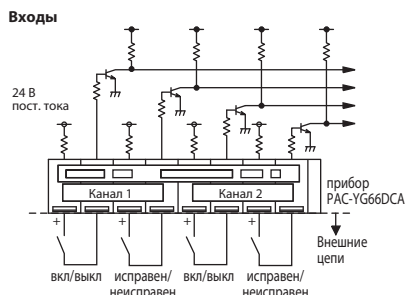 Входы
24 В
пост. тока
Канал 1
Канал 2
прибор
PAC-YG66DCA
+
+
+
+
Внешние
цепи
вкл/выкл
исправен/
неисправен
вкл/выкл
исправен/
неисправен